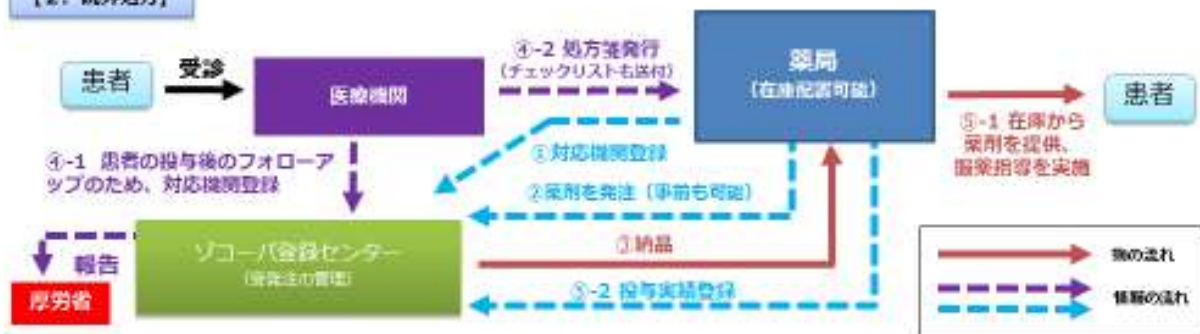 【2. 院外処方】
患者
受診
医療機関
④-2 処方箋発行
(チェックリストも送付)
薬局
(在庫配置可能)
患者
⑤-1 在庫から
薬剤を提供、
服薬指導を実施
④-1 患者の投与後のフォローア
ップのため、対応機関登録
①対応機関登録
②薬剤を発注(事前も可能)
ゾコーバ登録センター
(受発注の管理)
③納品
⑤-2 投与実績登録
報告
厚労省
物の流れ
情報の流れ